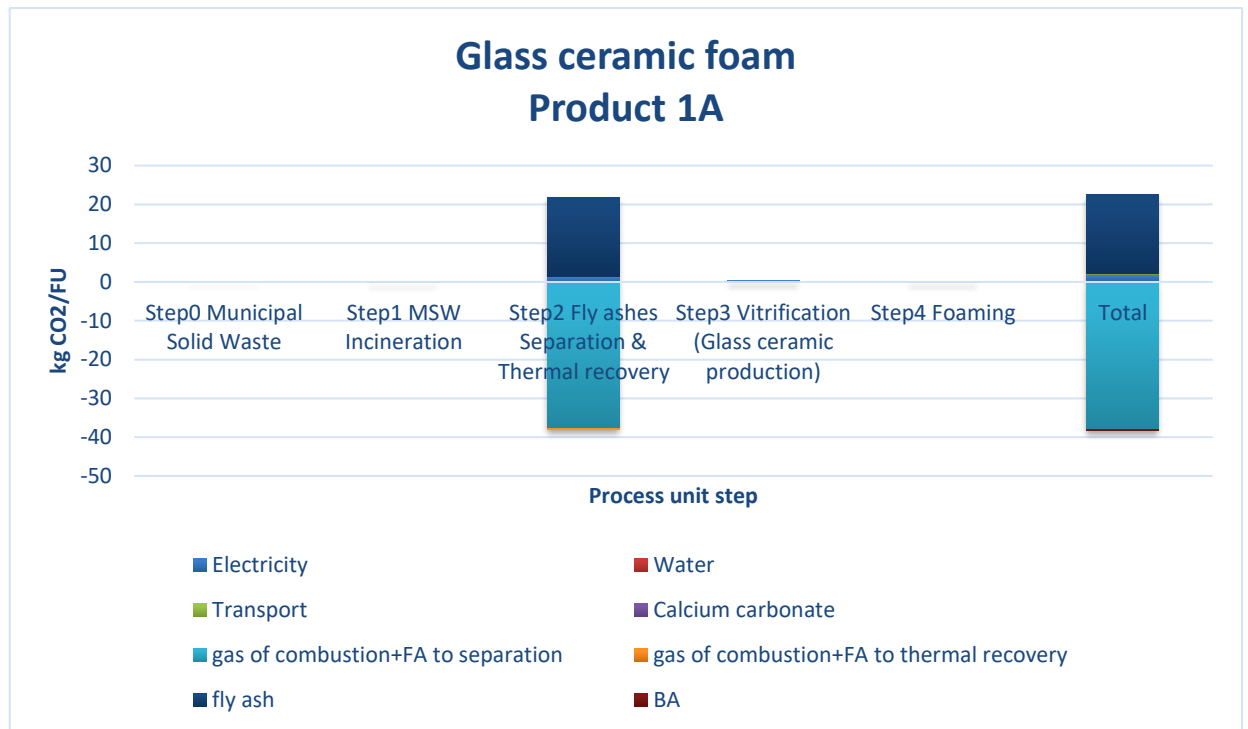 Glass ceramic foam
Product 1A
30
20
10
0
-10
-20
-30
-40
-50
kg CO2/FU
Step0 Municipal
Solid Waste
Step1 MSW
Incineration
Step2 Fly ashes
Separation &
Thermal recovery
Step3 Vitrification
(Glass ceramic
production)
Step4 Foaming
Total
Process unit step
Electricity
Water
Transport
Calcium carbonate
gas of combustion+FA to separation
gas of combustion+FA to thermal recovery
fly ash
BA